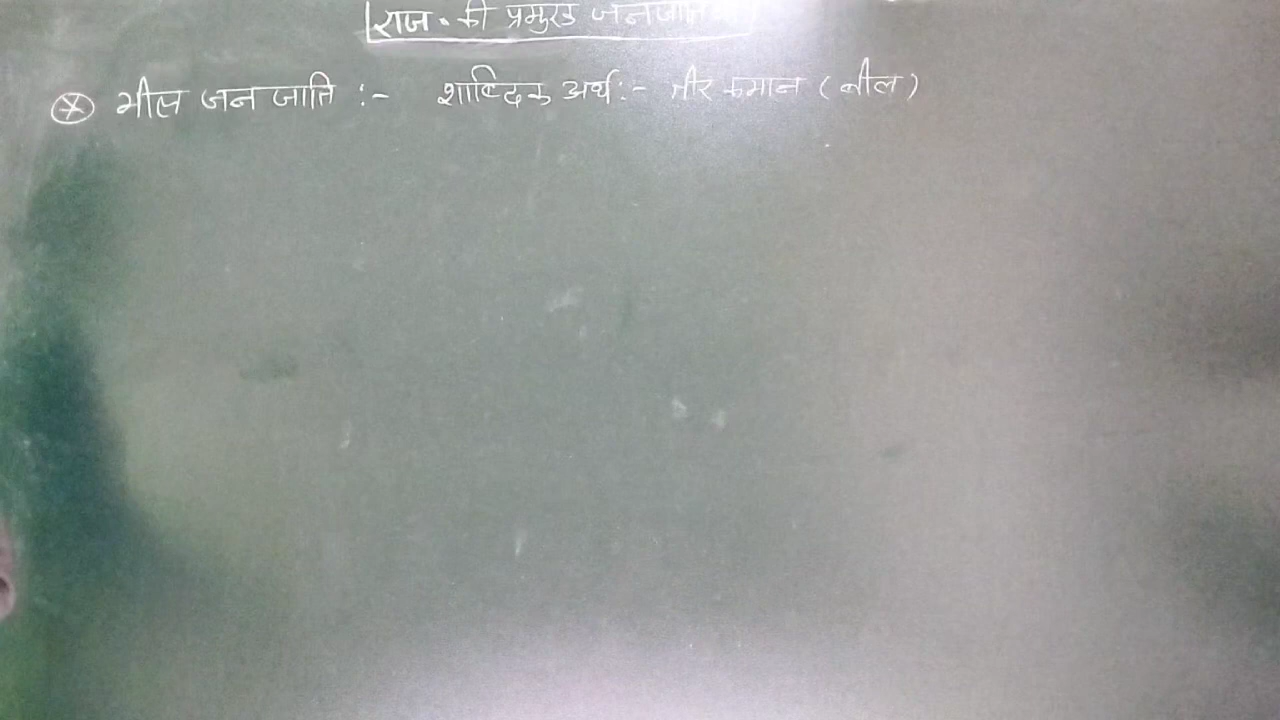 राज. की प्रमुख जनजाति
भील जन जाति :- शाब्दिक अर्थ:- तीर कमान (बील)